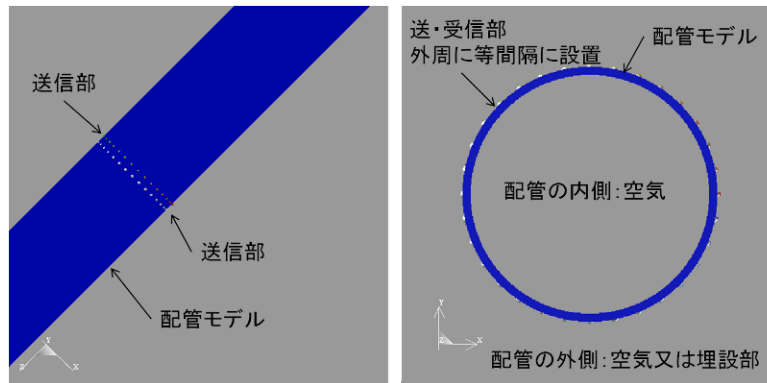 送信部
送信部
配管モデル
Y
Z
X
送・受信部
外周に等間隔に設置
配管モデル
配管の内側：空気
Y
Z
X
配管の外側：空気又は埋設部